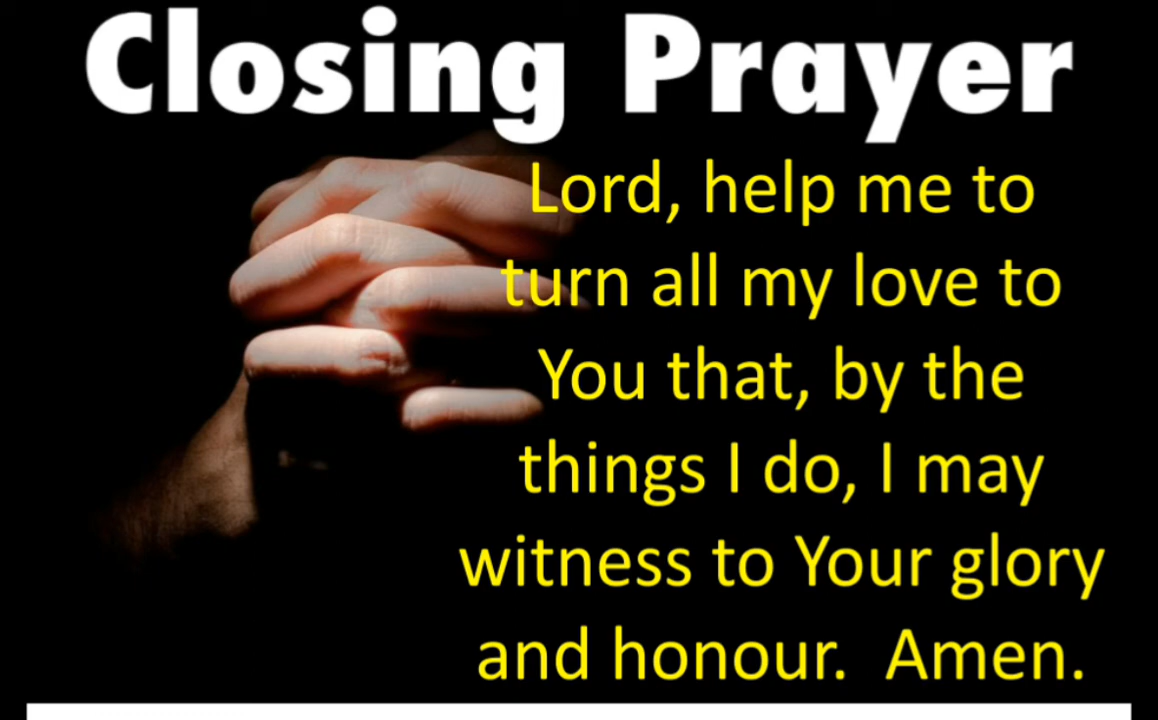 Closing Prayer
Lord, help me to
turn all my love to
You that, by the
things I do, I may
witness to Your glory
and honour.  Amen.